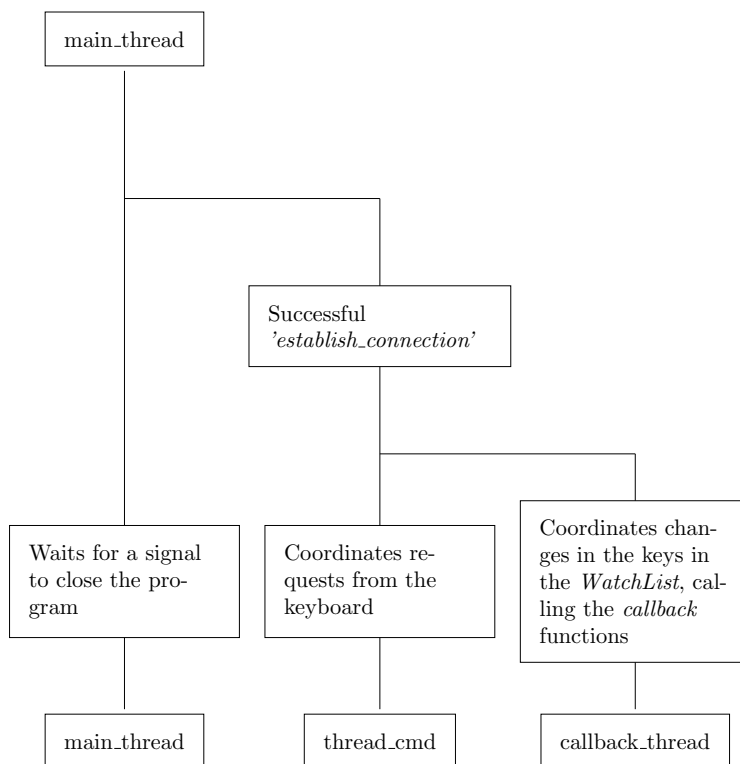 main_thread
Successful
'establish_connection'
Waits for a signal
to close the pro-
gram
Coordinates re-
quests from the
keyboard
Coordinates chan-
ges in the keys in
the WatchList, cal-
ling the callback
functions
main_thread
thread_cmd
callback_thread